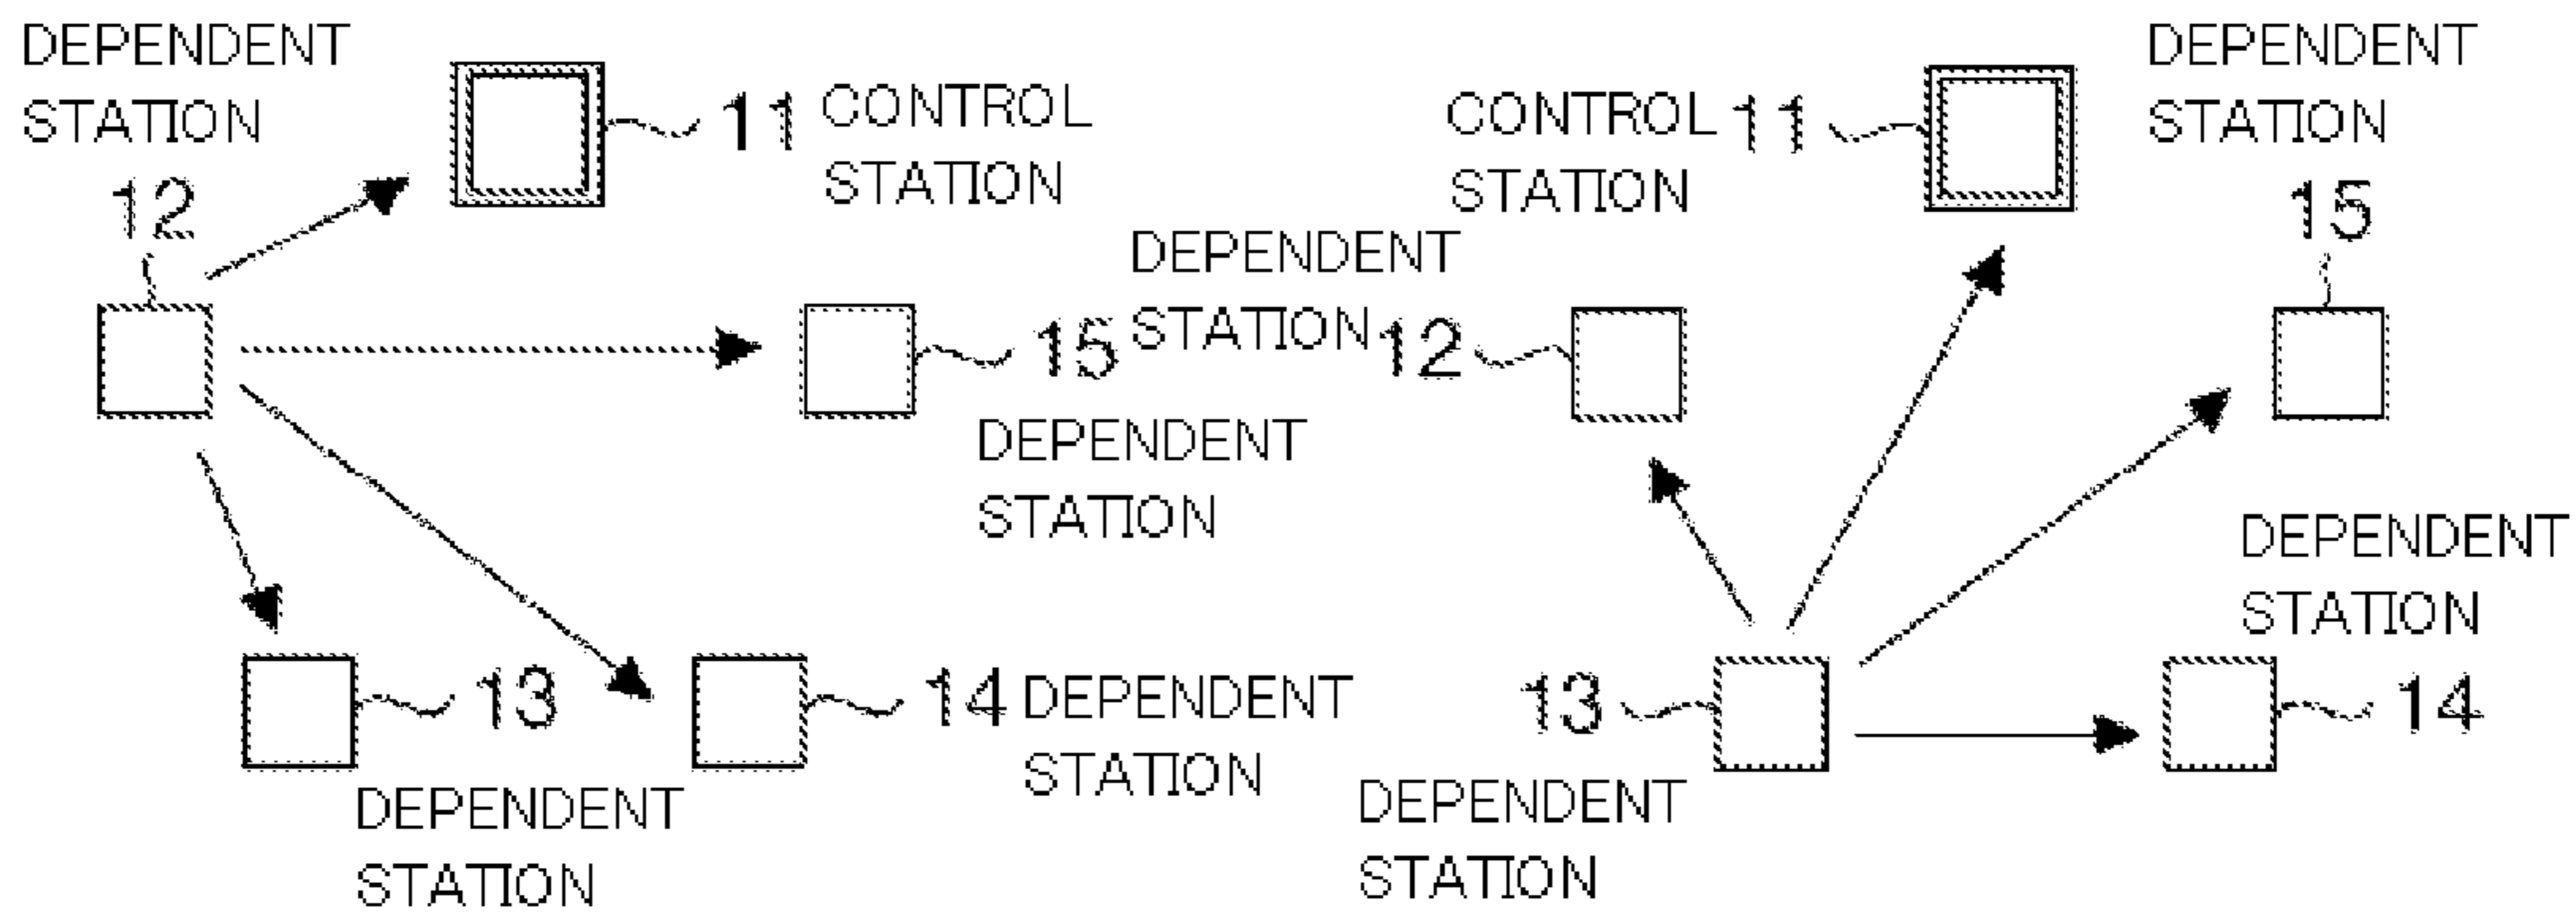 DEPENDENT
STATION
12
11 CONTROL
STATION
15
DEPENDENT
STATION
13
DEPENDENT
STATION
14 DEPENDENT
STATION
CONTROL 11
STATION
DEPENDENT
STATION
15
DEPENDENT
STATION 12
DEPENDENT
STATION
14
13
DEPENDENT
STATION